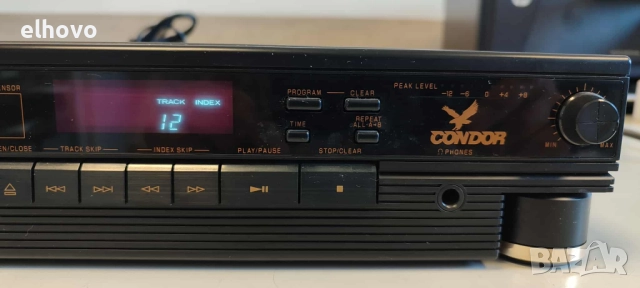 elhovo
PEAK LEVEL -12 -6 0 +4 +8
PROGRAM CLEAR
TRACK INDEX
12
TIME REPEAT
ALL·A↔B
CONDOR
MIN MAX
PHONES
EN/CLOSE TRACK SKIP INDEX SKIP PLAY/PAUSE STOP/CLEAR
BAZAR